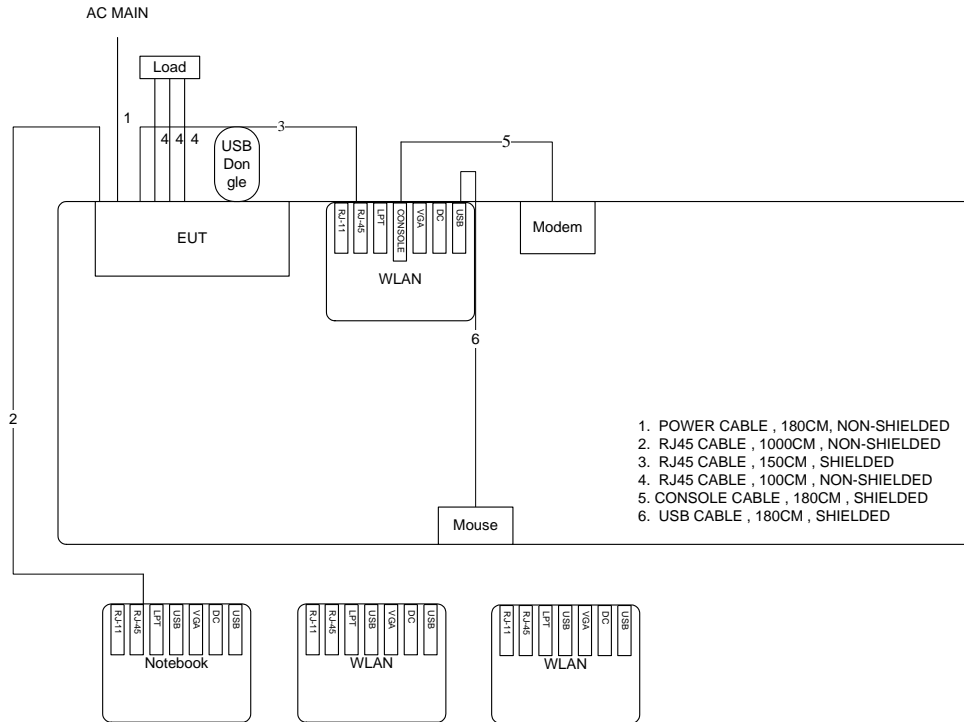 AC MAIN
Load
1
4
4
4
3
5
USB
Don
gle
EUT
RJ-11
RJ-45
LPT
CONSOLE
VGA
DC
USB
WLAN
Modem
6
2
1. POWER CABLE , 180CM, NON-SHIELDED
2. RJ45 CABLE , 1000CM , NON-SHIELDED
3. RJ45 CABLE , 150CM , SHIELDED
4. RJ45 CABLE , 100CM , NON-SHIELDED
5. CONSOLE CABLE , 180CM , SHIELDED
6. USB CABLE , 180CM , SHIELDED
Mouse
RJ-11
RJ-45
LPT
USB
VGA
DC
USB
Notebook
RJ-11
RJ-45
LPT
USB
VGA
DC
USB
WLAN
RJ-11
RJ-45
LPT
USB
VGA
DC
USB
WLAN